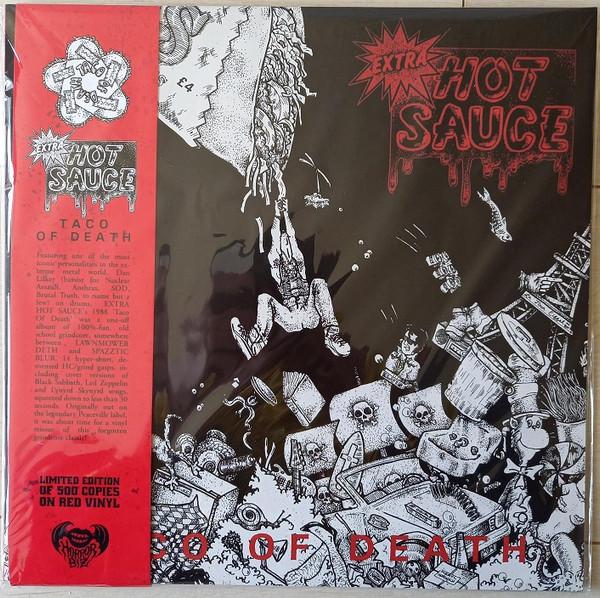 EXTRA
HOT
SAUCE
TACO
OF DEATH
Featuring one of the most
iconic personalities in the ex-
treme metal world, Dan
Lilker (bassist for Nuclear
Assault, Anthrax, SOD,
Brutal Truth, to name but a
few) on drums, EXTRA
HOT SAUCE's 1988 'Taco
Of Death' was a one-off
album of 100%-fun, old
school grindcore, somewhere
between LAWNMOWER
DETH and SPAZZTIC
BLUR. 14 hyper-short, de-
mented HC/grind gasps, in-
cluding cover versions of
Black Sabbath, Led Zeppelin
and Lynyrd Skynyrd songs,
squeezed down to less than 30
seconds. Originally out on
the legendary Peaceville label,
it was about time for a vinyl
reissue of this forgotten
grindcore classic!
LIMITED EDITION
OF 500 COPIES
ON RED VINYL
HORROR
BIZ
£4
EXTRA
HOT
SAUCE
CO OF DEATH